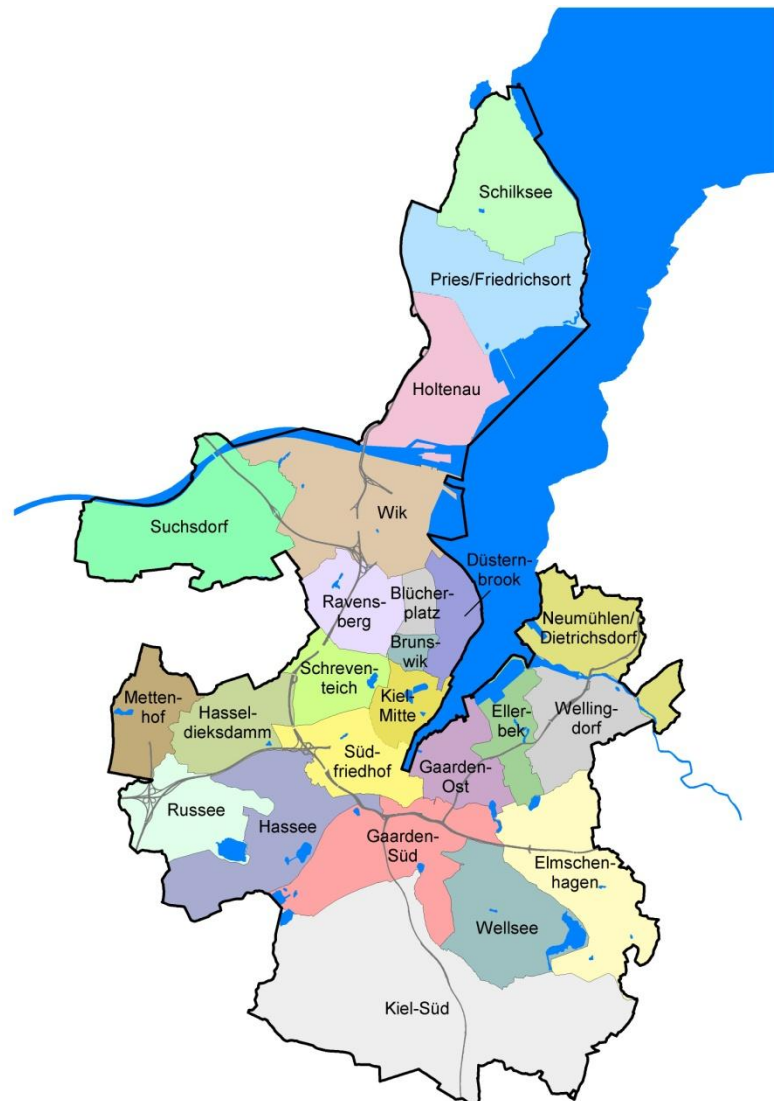 Schilksee
Pries/Friedrichsort
Holtenau
Wik
Suchsdorf
Düstern-
brook
Blücher-
platz
Ravens-
berg
Neumühlen/
Dietrichsdorf
Bruns-
wik
Schreven-
teich
Kiel-
Mitte
Metten-
hof
Hassel-
dieksdamm
Eller-
bek
Welling-
dorf
Süd-
friedhof
Gaarden-
Ost
Russee
Hassee
Gaarden-
Süd
Elmschen-
hagen
Wellsee
Kiel-Süd